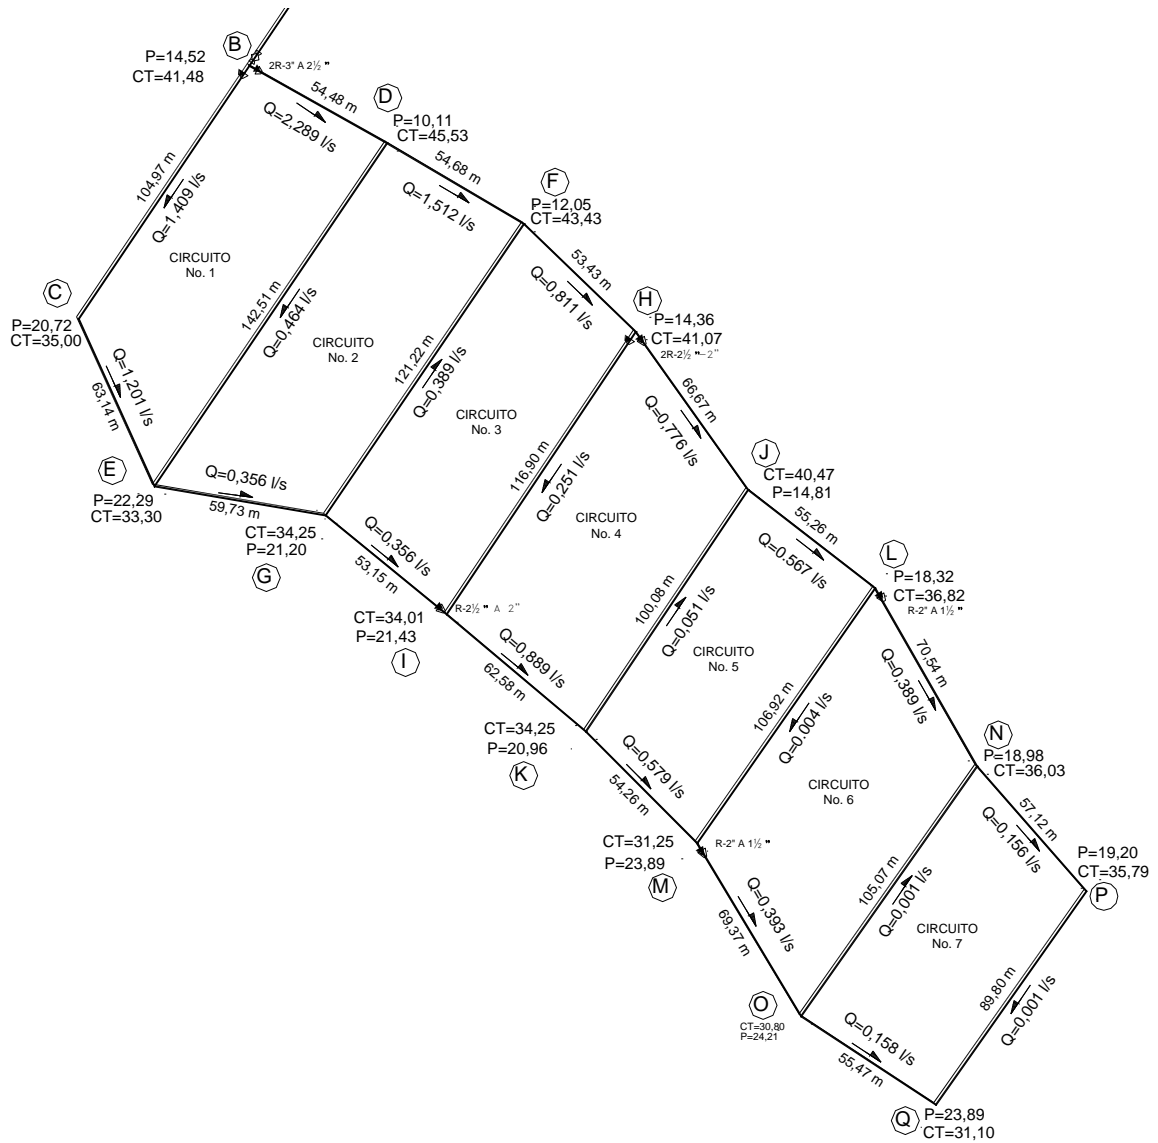 B
P=14,52
CT=41,48
2R-3" A 2½ "
54,48 m
Q=2,289 l/s
D
P=10,11
CT=45,53
54,68 m
Q=1,512 l/s
F
P=12,05
CT=43,43
104,97 m
Q=1,409 l/s
CIRCUITO
No. 1
53,43 m
Q=0,811 l/s
C
P=20,72
CT=35,00
142,51 m
Q=0,464 l/s
CIRCUITO
No. 2
H
P=14,36
CT=41,07
2R-2½ "-2"
Q=1,201 l/s
63,14 m
121,22 m
Q=0,389 l/s
CIRCUITO
No. 3
66,67 m
Q=0,776 l/s
E
P=22,29
CT=33,30
Q=0,356 l/s
59,73 m
116,90 m
Q=0,251 l/s
J
CT=40,47
P=14,81
CT=34,25
P=21,20
G
Q=0,356 l/s
53,15 m
CIRCUITO
No. 4
55,26 m
Q=0.567 l/s
L
P=18,32
CT=36,82
R-2" A 1½ "
CT=34,01
P=21,43
I
R-2½ " A 2"
100,08 m
Q=0,051 l/s
Q=0,889 l/s
62,58 m
CIRCUITO
No. 5
70,54 m
Q=0,389 l/s
CT=34,25
P=20,96
K
106,92 m
Q=0.004 l/s
N
P=18,98
CT=36,03
Q=0,579 l/s
54,26 m
CIRCUITO
No. 6
57,12 m
Q=0,156 l/s
CT=31,25
P=23,89
M
R-2" A 1½ "
P=19,20
CT=35,79
P
105,07 m
Q=0,001 l/s
Q=0,393 l/s
69,37 m
CIRCUITO
No. 7
O
CT=30,80
P=24,21
89,80 m
Q=0,001 l/s
Q=0,158 l/s
55,47 m
Q
P=23,89
CT=31,10